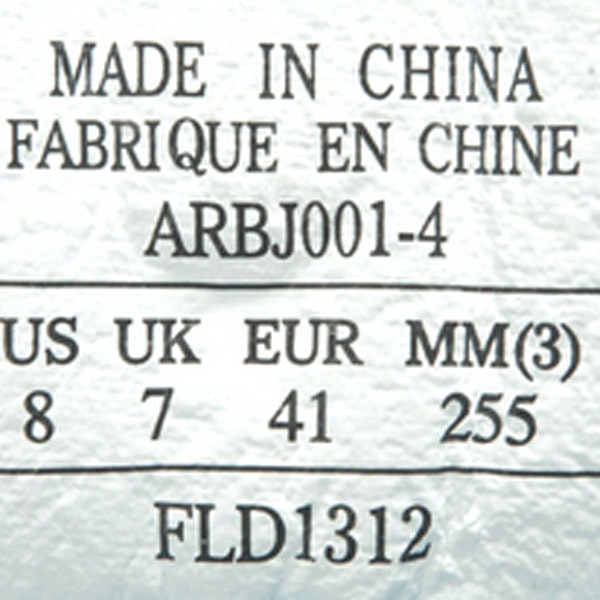 MADE IN CHINA
FABRIQUE EN CHINE
ARBJ001-4
US UK EUR MM(3)
8 7 41 255
FLD1312